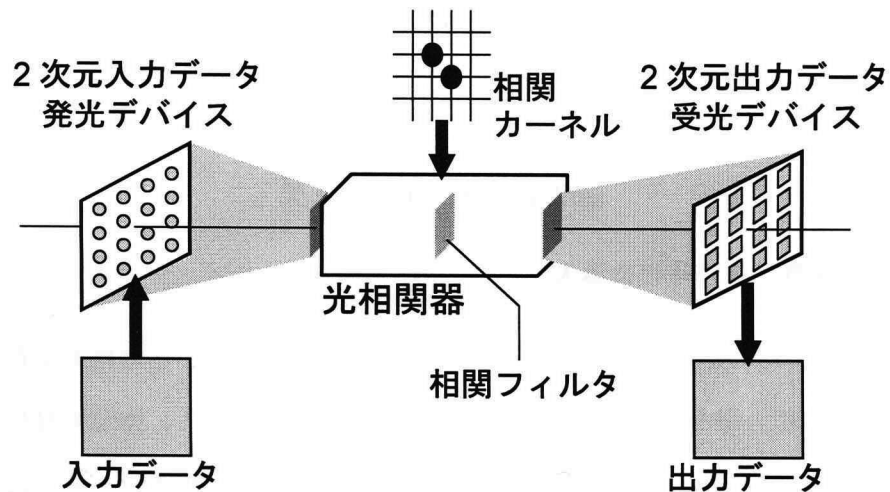 2次元入力データ
発光デバイス
相関
カーネル
2次元出力データ
受光デバイス
光相関器
相関フィルタ
入力データ
出力データ